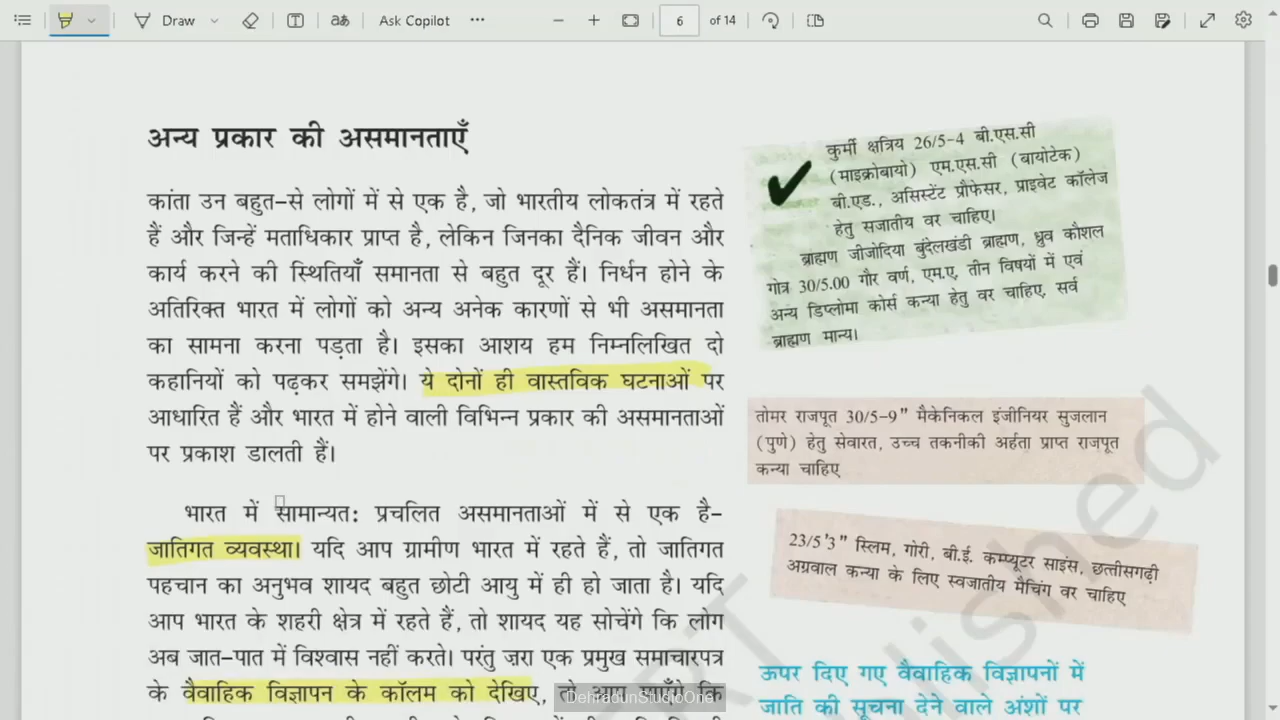 Draw
Ask Copilot
6 of 14
अन्य प्रकार की असमानताएँ
कांता उन बहुत-से लोगों में से एक है, जो भारतीय लोकतंत्र में रहते
हैं और जिन्हें मताधिकार प्राप्त है, लेकिन जिनका दैनिक जीवन और
कार्य करने की स्थितियाँ समानता से बहुत दूर हैं। निर्धन होने के
अतिरिक्त भारत में लोगों को अन्य अनेक कारणों से भी असमानता
का सामना करना पड़ता है। इसका आशय हम निम्नलिखित दो
कहानियों को पढ़कर समझेंगे। ये दोनों ही वास्तविक घटनाओं पर
आधारित हैं और भारत में होने वाली विभिन्न प्रकार की असमानताओं
पर प्रकाश डालती हैं।
भारत में सामान्यत: प्रचलित असमानताओं में से एक है-
जातिगत व्यवस्था। यदि आप ग्रामीण भारत में रहते हैं, तो जातिगत
पहचान का अनुभव शायद बहुत छोटी आयु में ही हो जाता है। यदि
आप भारत के शहरी क्षेत्र में रहते हैं, तो शायद यह सोचेंगे कि लोग
अब जात-पात में विश्वास नहीं करते। परंतु ज़रा एक प्रमुख समाचारपत्र
के वैवाहिक विज्ञापन के कॉलम को देखिए, तो आप पाएँगे कि
कुर्मी क्षत्रिय 26/5-4 बी.एस.सी
(माइक्रोबायो) एम.एस.सी (बायोटेक)
बी.एड., असिस्टेंट प्रौफेसर, प्राइवेट कॉलेज
हेतु सजातीय वर चाहिए।
ब्राह्मण जीजोदिया बुंदेलखंडी ब्राह्मण, ध्रुव कौशल
गोत्र 30/5.00 गौर वर्ण, एम.ए. तीन विषयों में एवं
अन्य डिप्लोमा कोर्स कन्या हेतु वर चाहिए, सर्व
ब्राह्मण मान्य।
तोमर राजपूत 30/5-9" मैकेनिकल इंजीनियर सुजलान
(पुणे) हेतु सेवारत, उच्च तकनीकी अर्हता प्राप्त राजपूत
कन्या चाहिए
23/5'3" स्लिम, गोरी, बी.ई. कम्प्यूटर साइंस, छत्तीसगढ़ी
अग्रवाल कन्या के लिए स्वजातीय मैचिंग वर चाहिए
ऊपर दिए गए वैवाहिक विज्ञापनों में
जाति की सूचना देने वाले अंशों पर
DehradunStudioOne